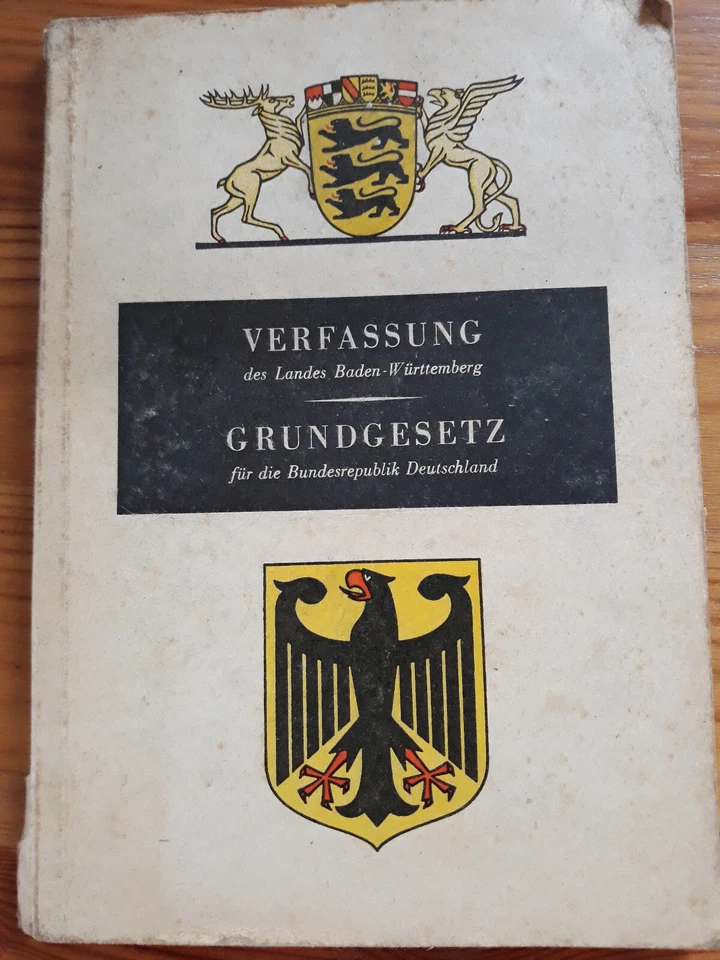 VERFASSUNG
des Landes Baden-Württemberg
GRUNDGESETZ
für die Bundesrepublik Deutschland